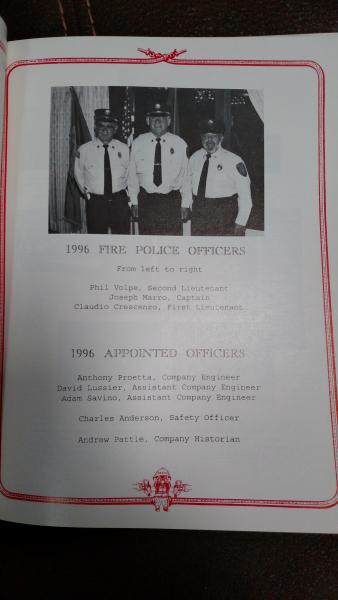 1996 FIRE POLICE OFFICERS
From left to right
Phil Volpe, Second Lieutenant
Joseph Marro, Captain
Claudio Crescenzo, First Lieutenant
1996 APPOINTED OFFICERS
Anthony Proetta, Company Engineer
David Lussier, Assistant Company Engineer
Adam Savino, Assistant Company Engineer
Charles Anderson, Safety Officer
Andrew Pattie, Company Historian